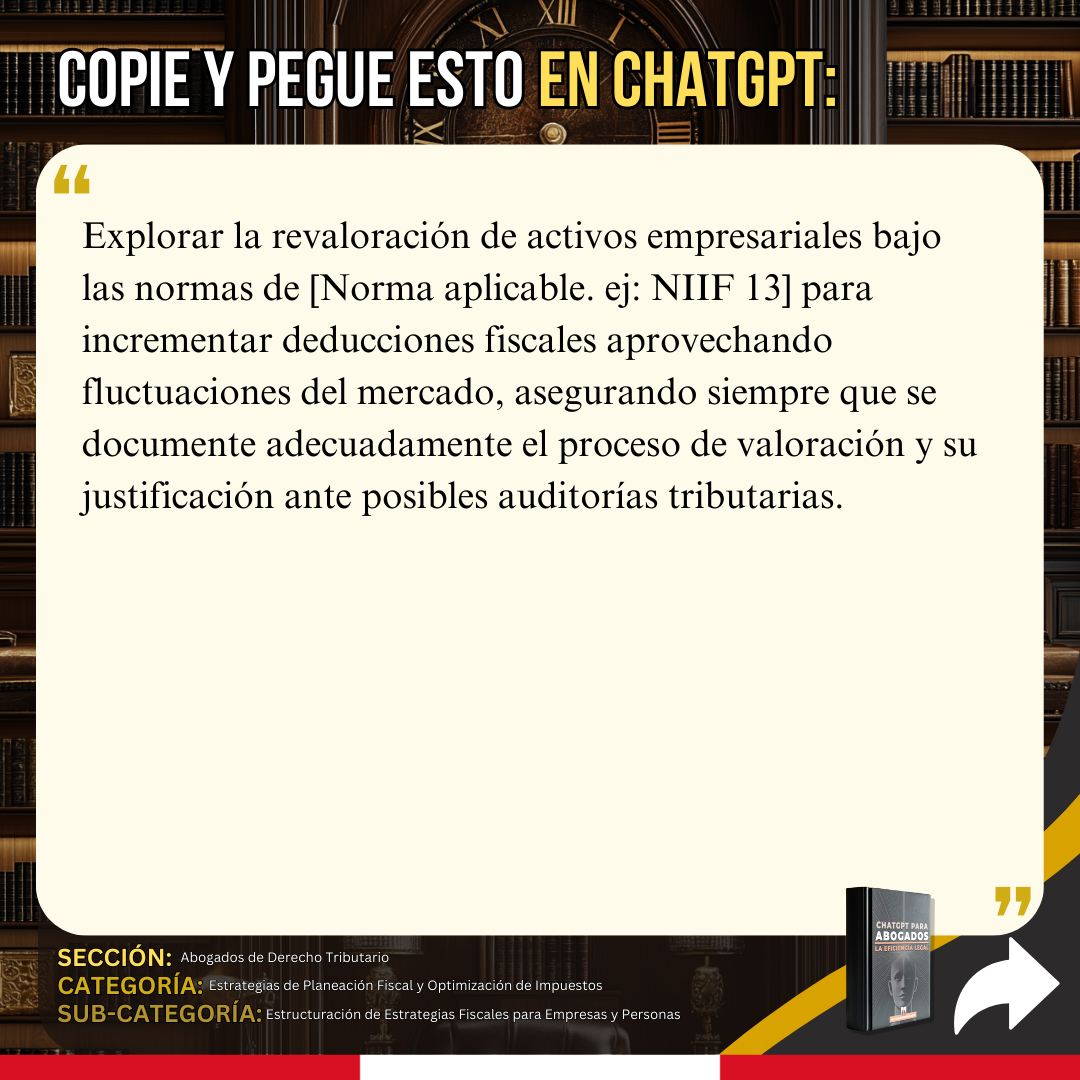 COPIE Y PEGUE ESTO EN CHATGPT:
“
Explorar la revaloración de activos empresariales bajo
las normas de [Norma aplicable. ej: NIIF 13] para
incrementar deducciones fiscales aprovechando
fluctuaciones del mercado, asegurando siempre que se
documente adecuadamente el proceso de valoración y su
justificación ante posibles auditorías tributarias.
”
CHATGPT PARA
ABOGADOS
LA EFICIENCIA LEGAL
SECCIÓN: Abogados de Derecho Tributario
CATEGORÍA: Estrategias de Planeación Fiscal y Optimización de Impuestos
SUB-CATEGORÍA: Estructuración de Estrategias Fiscales para Empresas y Personas